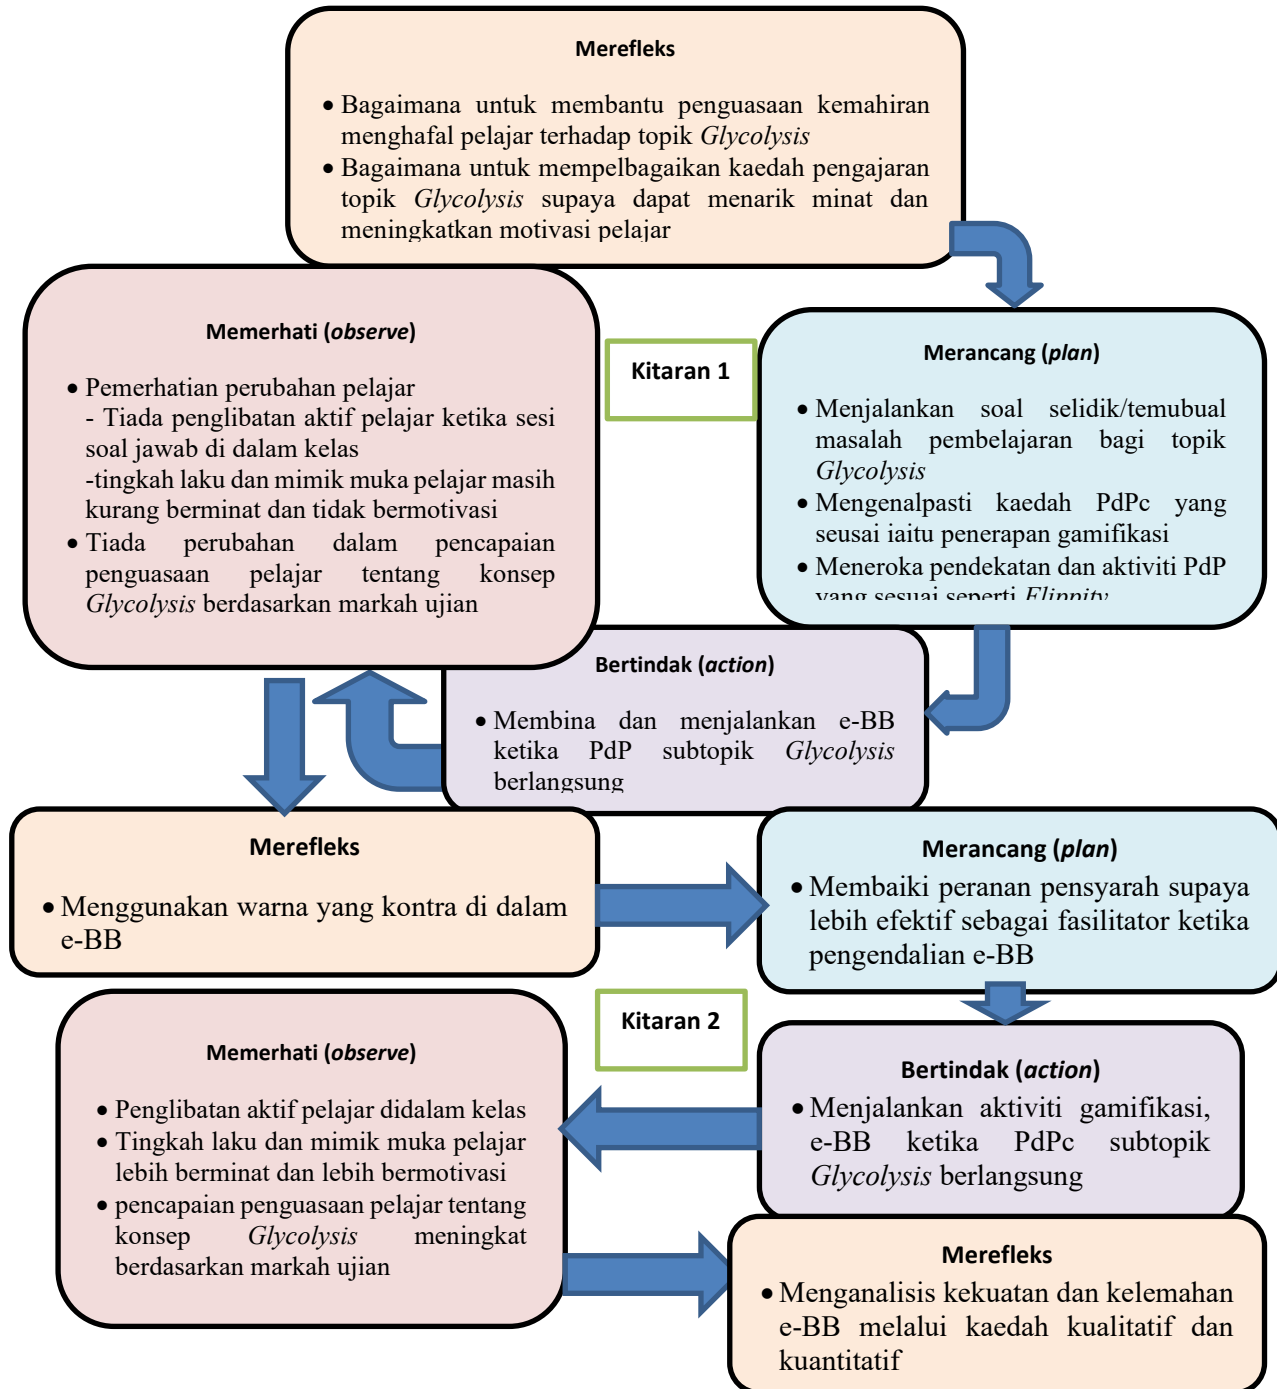 Merefleks
• Bagaimana untuk membantu penguasaan kemahiran
menghafal pelajar terhadap topik Glycolysis
• Bagaimana untuk mempelbagaikan kaedah pengajaran
topik Glycolysis supaya dapat menarik minat dan
meningkatkan motivasi pelajar
Memerhati (observe)
• Pemerhatian perubahan pelajar
- Tiada penglibatan aktif pelajar ketika sesi
soal jawab di dalam kelas
-tingkah laku dan mimik muka pelajar masih
kurang berminat dan tidak bermotivasi
• Tiada perubahan dalam pencapaian
penguasaan pelajar tentang konsep
Glycolysis berdasarkan markah ujian
Kitaran 1
Merancang (plan)
• Menjalankan soal selidik/temubual
masalah pembelajaran bagi topik
Glycolysis
• Mengenalpasti kaedah PdPc yang
seusai iaitu penerapan gamifikasi
• Meneroka pendekatan dan aktiviti PdP
yang sesuai seperti Flippity
Bertindak (action)
• Membina dan menjalankan e-BB
ketika PdP subtopik Glycolysis
berlangsung
Merefleks
• Menggunakan warna yang kontra di dalam
e-BB
Merancang (plan)
• Membaiki peranan pensyarah supaya
lebih efektif sebagai fasilitator ketika
pengendalian e-BB
Kitaran 2
Memerhati (observe)
• Penglibatan aktif pelajar didalam kelas
• Tingkah laku dan mimik muka pelajar
lebih berminat dan lebih bermotivasi
• pencapaian penguasaan pelajar tentang
konsep Glycolysis meningkat
berdasarkan markah ujian
Bertindak (action)
• Menjalankan aktiviti gamifikasi,
e-BB ketika PdPc subtopik
Glycolysis berlangsung
Merefleks
• Menganalisis kekuatan dan kelemahan
e-BB melalui kaedah kualitatif dan
kuantitatif